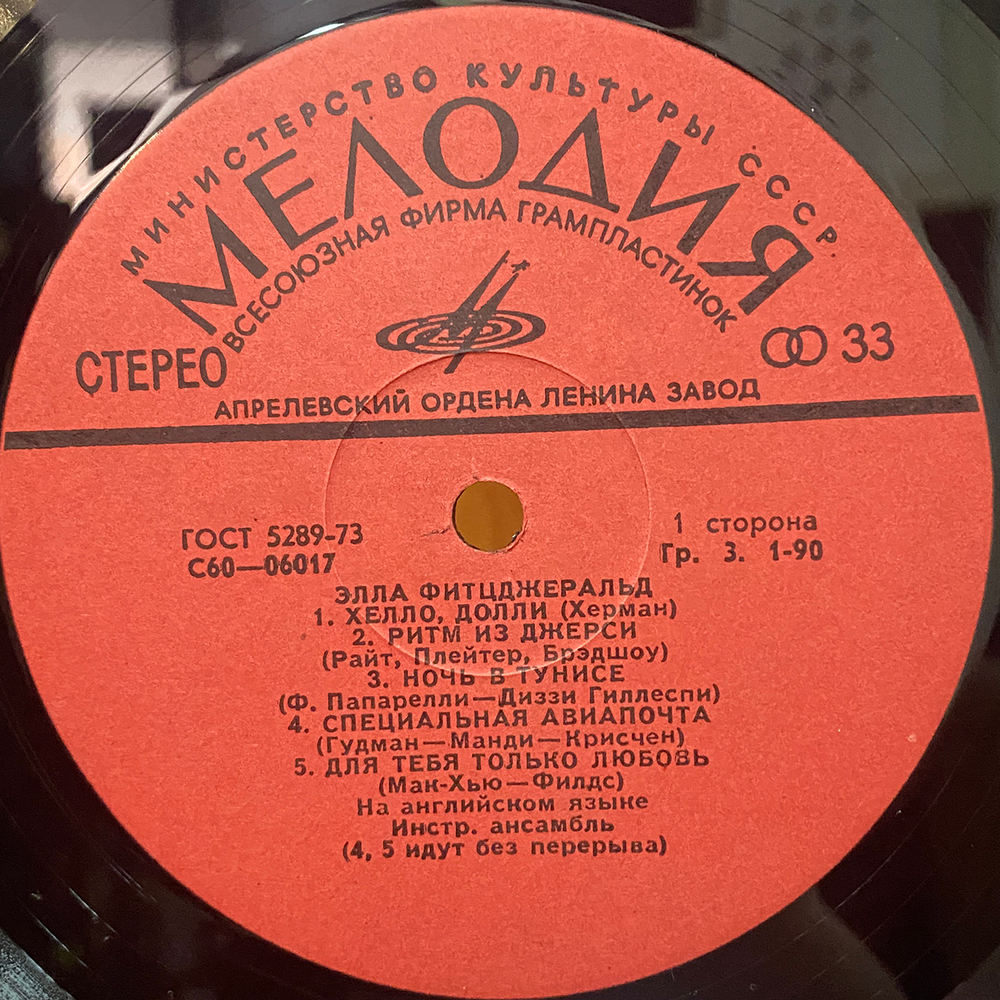 МИНИСТЕРСТВО КУЛЬТУРЫ СССР
МЕЛОДИЯ
ВСЕСОЮЗНАЯ ФИРМА ГРАМПЛАСТИНОК
СТЕРЕО
33
АПРЕЛЕВСКИЙ ОРДЕНА ЛЕНИНА ЗАВОД
ГОСТ 5289-73
С60—06017
1 сторона
Гр. 3. 1-90
ЭЛЛА ФИТЦДЖЕРАЛЬД
1. ХЕЛЛО, ДОЛЛИ (Херман)
2. РИТМ ИЗ ДЖЕРСИ
(Райт, Плейтер, Брэдшоу)
3. НОЧЬ В ТУНИСЕ
(Ф. Папарелли—Диззи Гиллеспи)
4. СПЕЦИАЛЬНАЯ АВИАПОЧТА
(Гудман—Манди—Крисчен)
5. ДЛЯ ТЕБЯ ТОЛЬКО ЛЮБОВЬ
(Мак-Хью—Филдс)
На английском языке
Инстр. ансамбль
(4, 5 идут без перерыва)